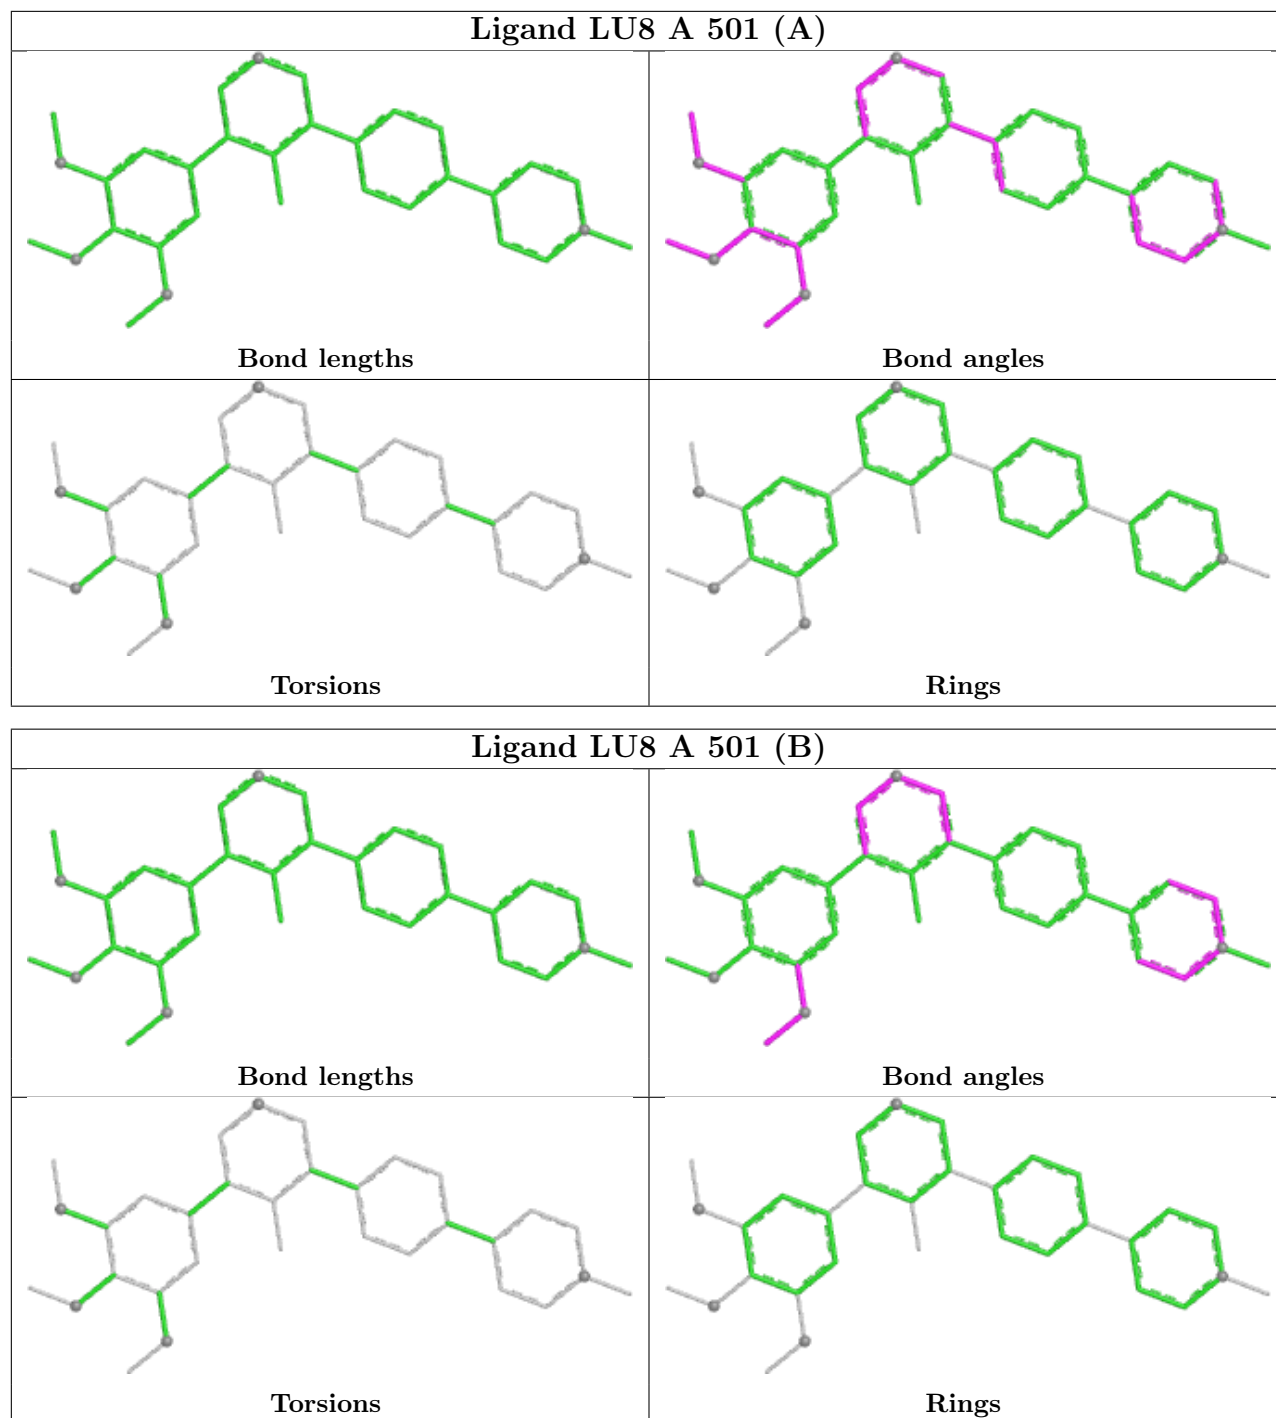 Ligand LU8 A 501 (A)
Bond lengths
Bond angles
Torsions
Rings
Ligand LU8 A 501 (B)
Bond lengths
Bond angles
Torsions
Rings